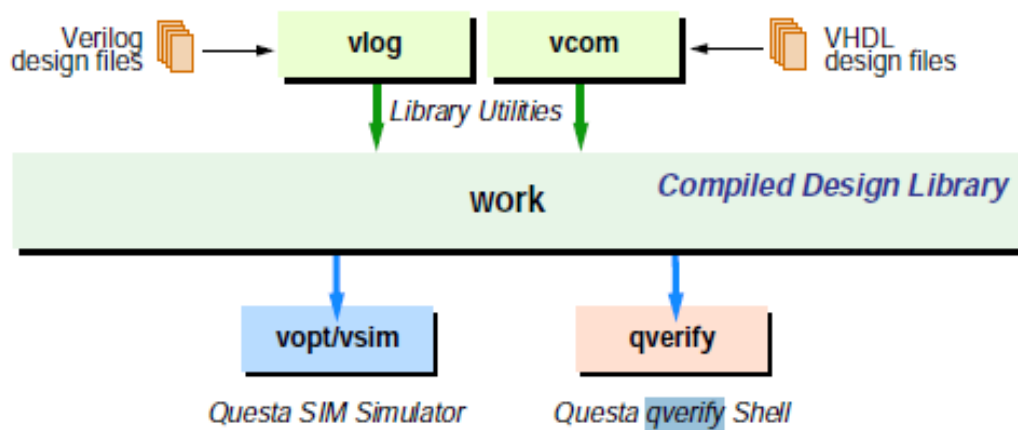 Verilog
design files
vlog
vcom
VHDL
design files
Library Utilities
work
Compiled Design Library
vopt/vsim
qverify
Questa SIM Simulator
Questa qverify Shell